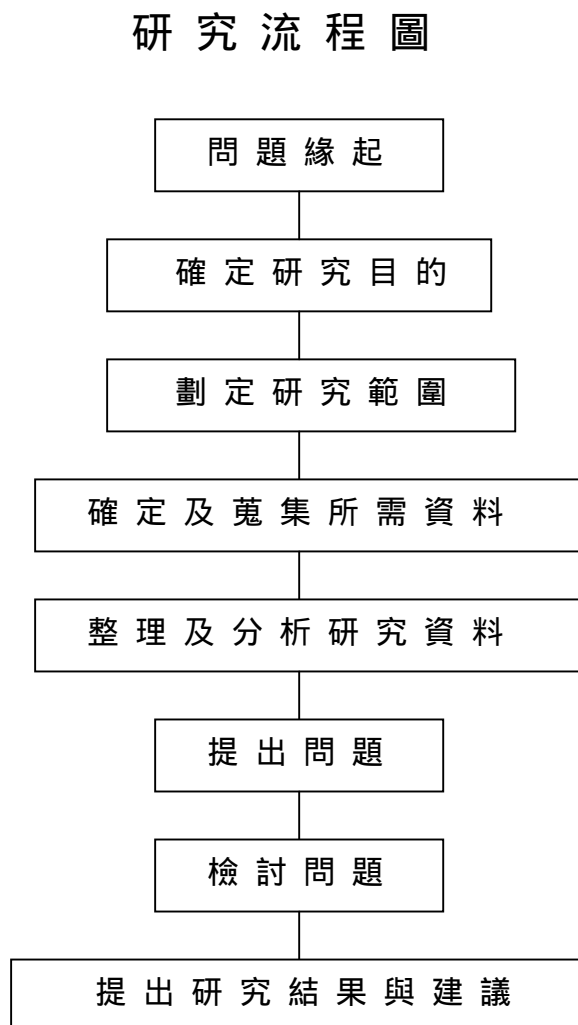 研究流程圖
問題緣起
確定研究目的
劃定研究範圍
確定及蒐集所需資料
整理及分析研究資料
提出問題
檢討問題
提出研究結果與建議